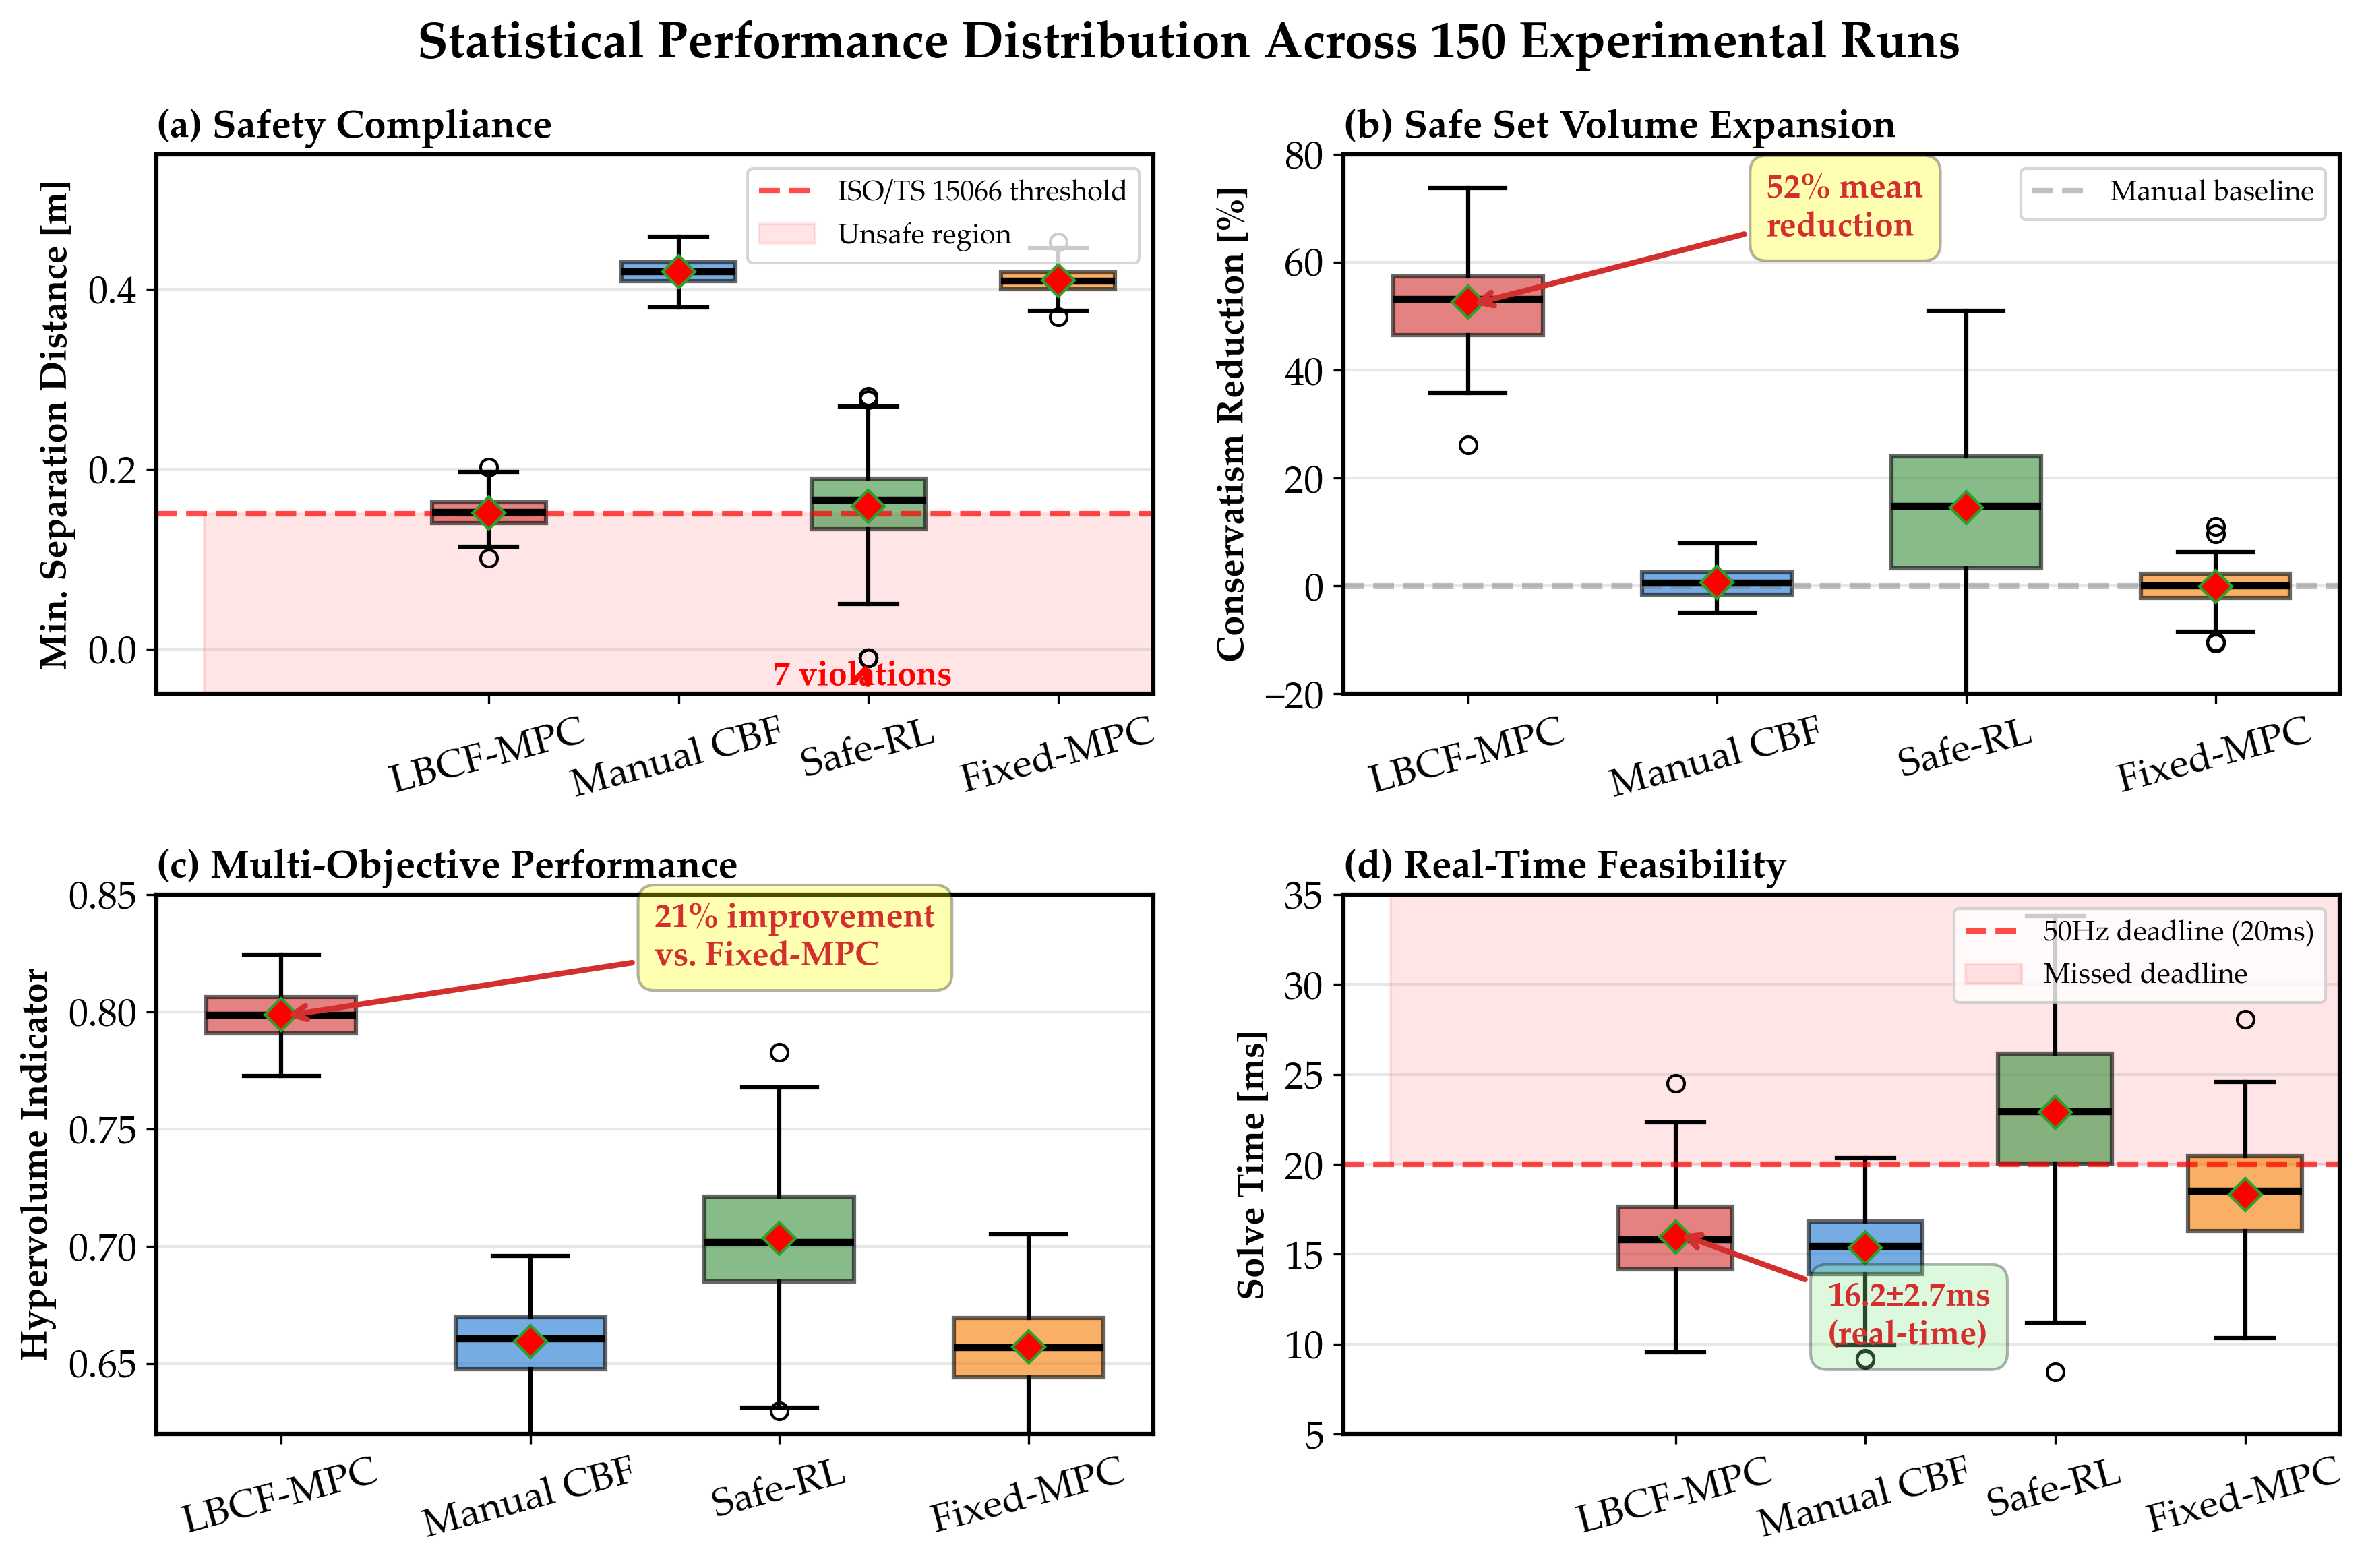 Statistical Performance Distribution Across 150 Experimental Runs
(a) Safety Compliance
Min. Separation Distance [m]
0.4
0.2
0.0
ISO/TS 15066 threshold
Unsafe region
7 violations
LBCF-MPC
Manual CBF
Safe-RL
Fixed-MPC
(b) Safe Set Volume Expansion
Conservatism Reduction [%]
80
60
40
20
0
−20
52% mean
reduction
Manual baseline
LBCF-MPC
Manual CBF
Safe-RL
Fixed-MPC
(c) Multi-Objective Performance
Hypervolume Indicator
0.85
0.80
0.75
0.70
0.65
21% improvement
vs. Fixed-MPC
LBCF-MPC
Manual CBF
Safe-RL
Fixed-MPC
(d) Real-Time Feasibility
Solve Time [ms]
35
30
25
20
15
10
5
50Hz deadline (20ms)
Missed deadline
16.2±2.7ms
(real-time)
LBCF-MPC
Manual CBF
Safe-RL
Fixed-MPC